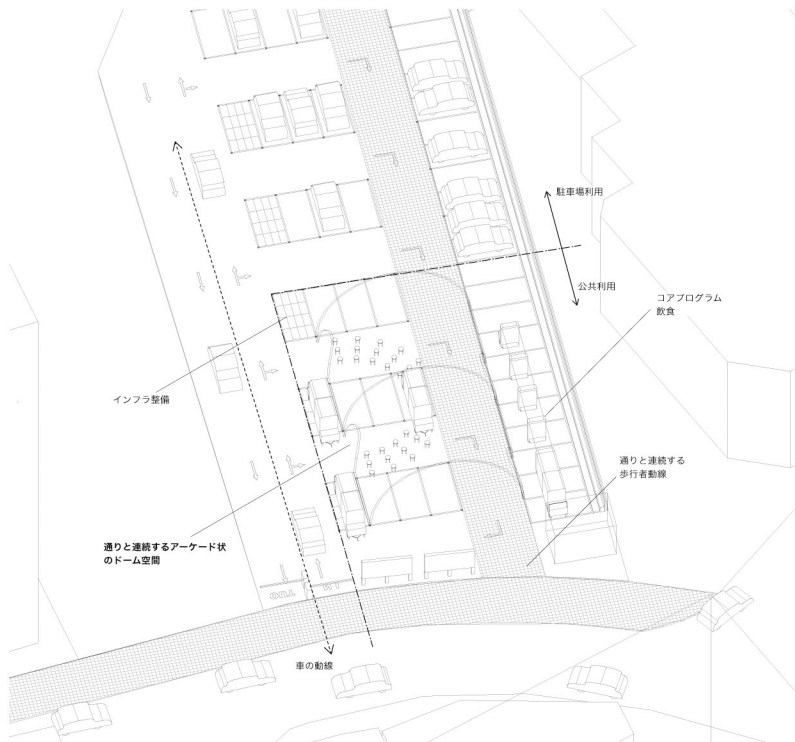 駐車場利用
公共利用
コアプログラム
飲食
インフラ整備
通りと連続する
歩行者動線
通りと連続するアーケード状
のドーム空間
OUT
IN
車の動線